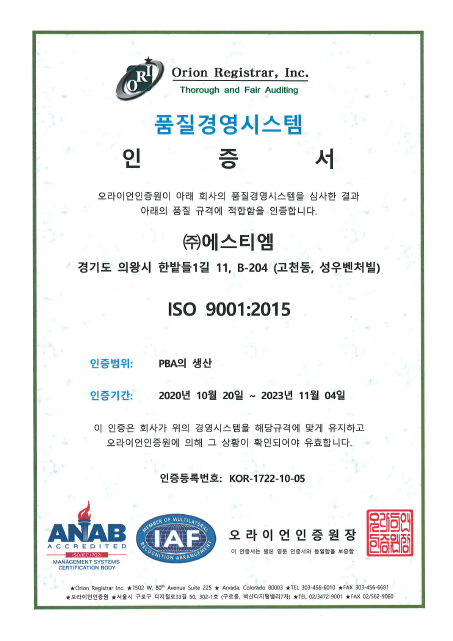 ORI
Orion Registrar, Inc.
Thorough and Fair Auditing
품질경영시스템
인 증 서
오라이언인증원이 아래 회사의 품질경영시스템을 심사한 결과
아래의 품질 규격에 적합함을 인증합니다.
㈜에스티엠
경기도 의왕시 한밭들1길 11, B-204 (고천동, 성우벤처빌)
ISO 9001:2015
인증범위: PBA의 생산
인증기간: 2020년 10월 20일 ~ 2023년 11월 04일
이 인증은 회사가 위의 경영시스템을 해당규격에 맞게 유지하고
오라이언인증원에 의해 그 상황이 확인되어야 유효합니다.
인증등록번호: KOR-1722-10-05
ANAB
ACCREDITED
MANAGEMENT SYSTEMS
CERTIFICATION BODY
MEMBER OF MULTILATERAL
IAF
RECOGNITION ARRANGEMENT
오라이언인증원장
이 인증서는 원본 영문 인증서와 동일함을 보증함
★Orion Registrar Inc. ★7502 W. 80th Avenue Suite 225 ★ Arvada, Colorado 80003 ★TEL 303-456-6010 ★FAX 303-456-6681
★오라이언인증원 ★서울시 구로구 디지털로33길 50, 302-1호 (구로동, 벽산디지털밸리7차) ★TEL 02/3472-9001 ★FAX 02/562-9060